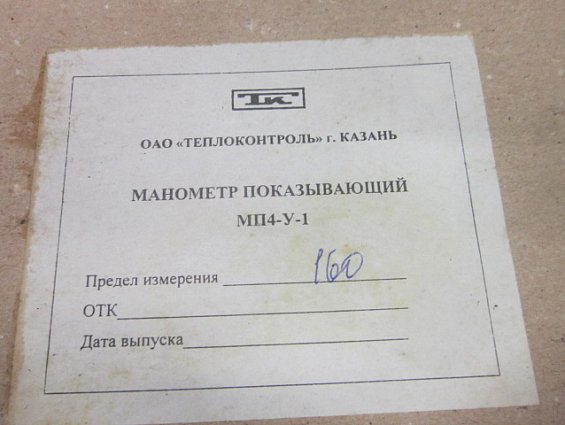 ТК
ОАО «ТЕПЛОКОНТРОЛЬ» г. КАЗАНЬ
МАНОМЕТР ПОКАЗЫВАЮЩИЙ
МП4-У-1
Предел измерения 160
ОТК
Дата выпуска